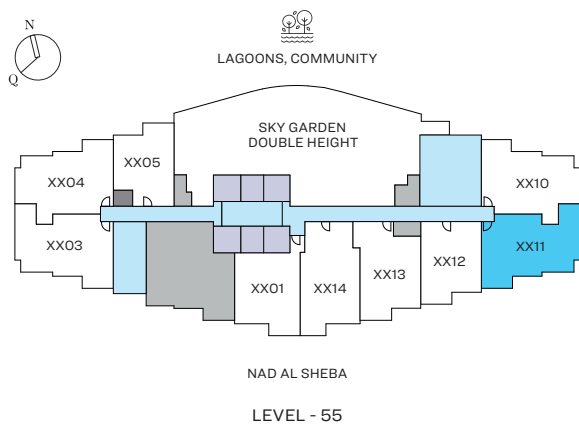 N
Q
LAGOONS, COMMUNITY
SKY GARDEN
DOUBLE HEIGHT
XX05
XX04
XX10
XX03
XX11
XX01
XX14
XX13
XX12
NAD AL SHEBA
LEVEL - 55